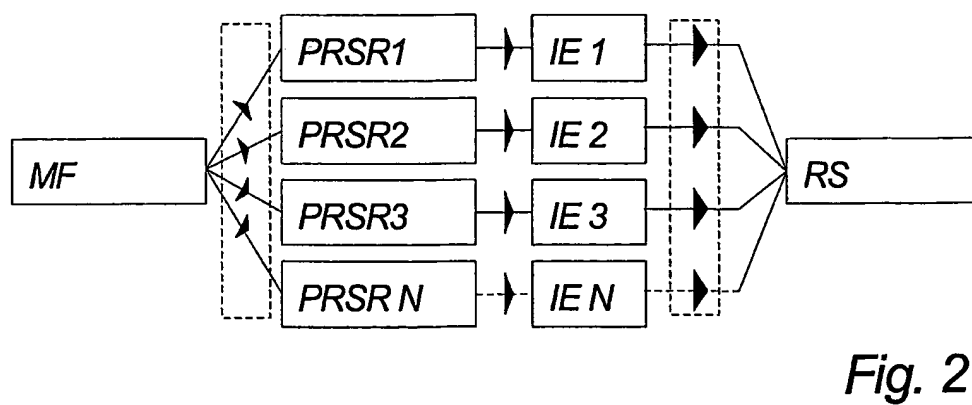 PRSR1
IE 1
PRSR2
IE 2
MF
RS
PRSR3
IE 3
PRSR N
IE N
Fig. 2